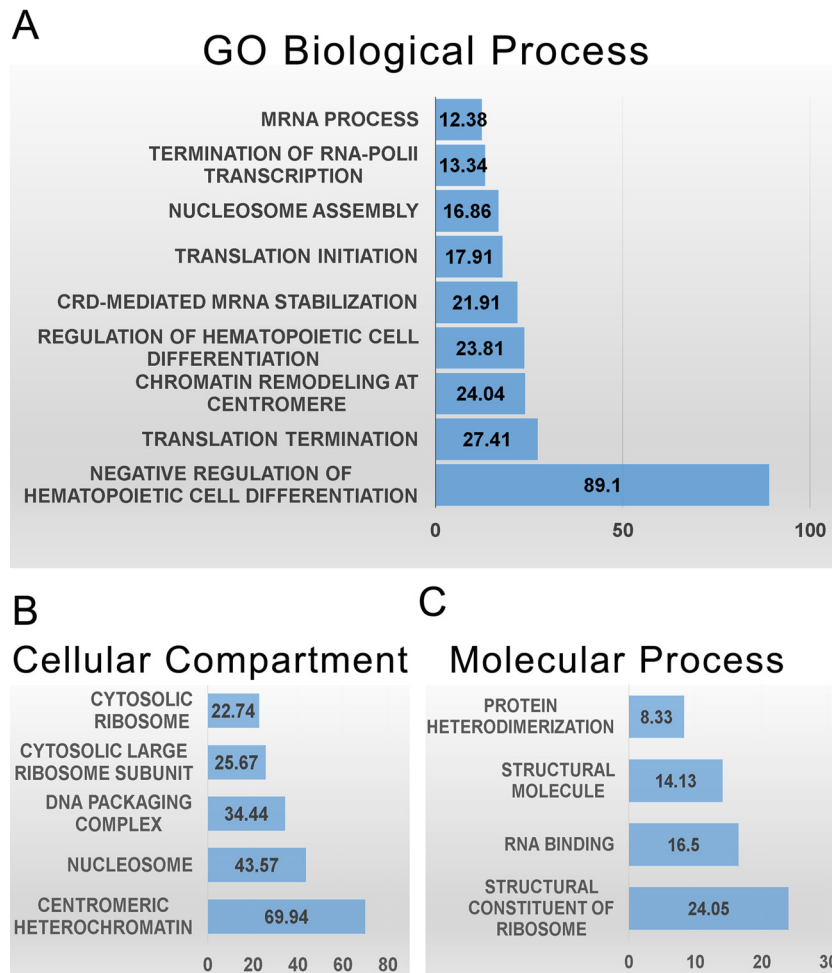 A
GO Biological Process
MRNA PROCESS
12.38
TERMINATION OF RNA-POLII
TRANSCRIPTION
13.34
NUCLEOSOME ASSEMBLY
16.86
TRANSLATION INITIATION
17.91
CRD-MEDIATED MRNA STABILIZATION
21.91
REGULATION OF HEMATOPOIETIC CELL
DIFFERENTIATION
23.81
CHROMATIN REMODELING AT
CENTROMERE
24.04
TRANSLATION TERMINATION
27.41
NEGATIVE REGULATION OF
HEMATOPOIETIC CELL DIFFERENTIATION
89.1
0 50 100
B
Cellular Compartment
CYTOSOLIC
RIBOSOME
22.74
CYTOSOLIC LARGE
RIBOSOME SUBUNIT
25.67
DNA PACKAGING
COMPLEX
34.44
NUCLEOSOME
43.57
CENTROMERIC
HETEROCHROMATIN
69.94
0 20 40 60 80
C
Molecular Process
PROTEIN
HETERODIMERIZATION
8.33
STRUCTURAL
MOLECULE
14.13
RNA BINDING
16.5
STRUCTURAL
CONSTITUENT OF
RIBOSOME
24.05
0 10 20 30